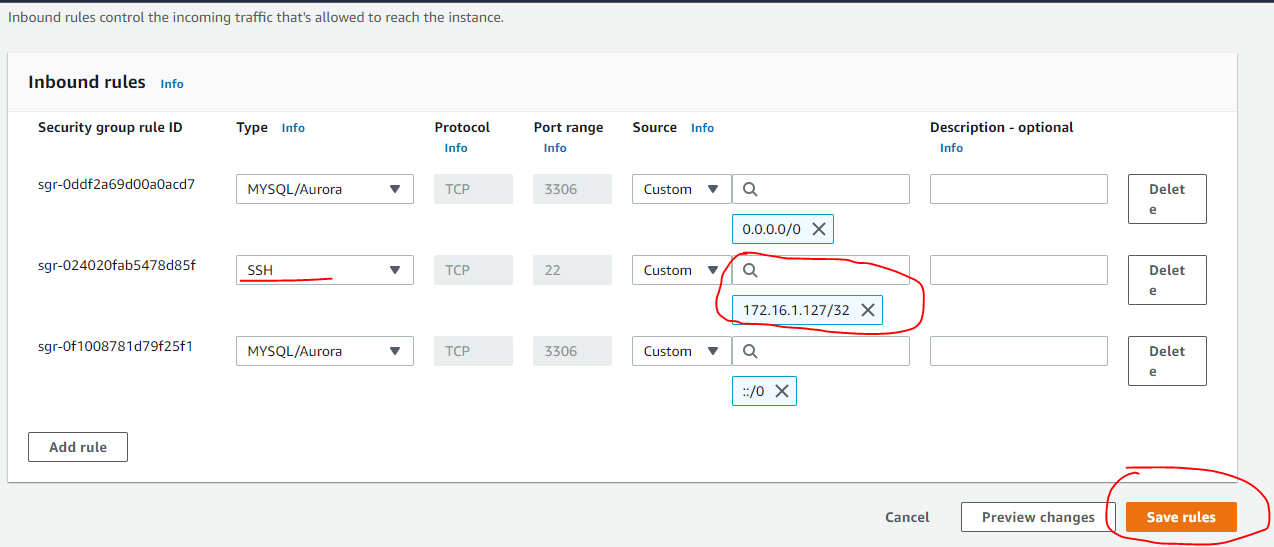 Inbound rules control the incoming traffic that's allowed to reach the instance.
Inbound rules Info
Security group rule ID Type Info Protocol Port range Source Info Description - optional
Info Info Info
sgr-0ddf2a69d00a0acd7 MYSQL/Aurora TCP 3306 Custom Delet
e
0.0.0.0/0
sgr-024020fab5478d85f SSH TCP 22 Custom Delet
e
172.16.1.127/32
sgr-0f1008781d79f25f1 MYSQL/Aurora TCP 3306 Custom Delet
e
::/0
Add rule
Cancel Preview changes Save rules